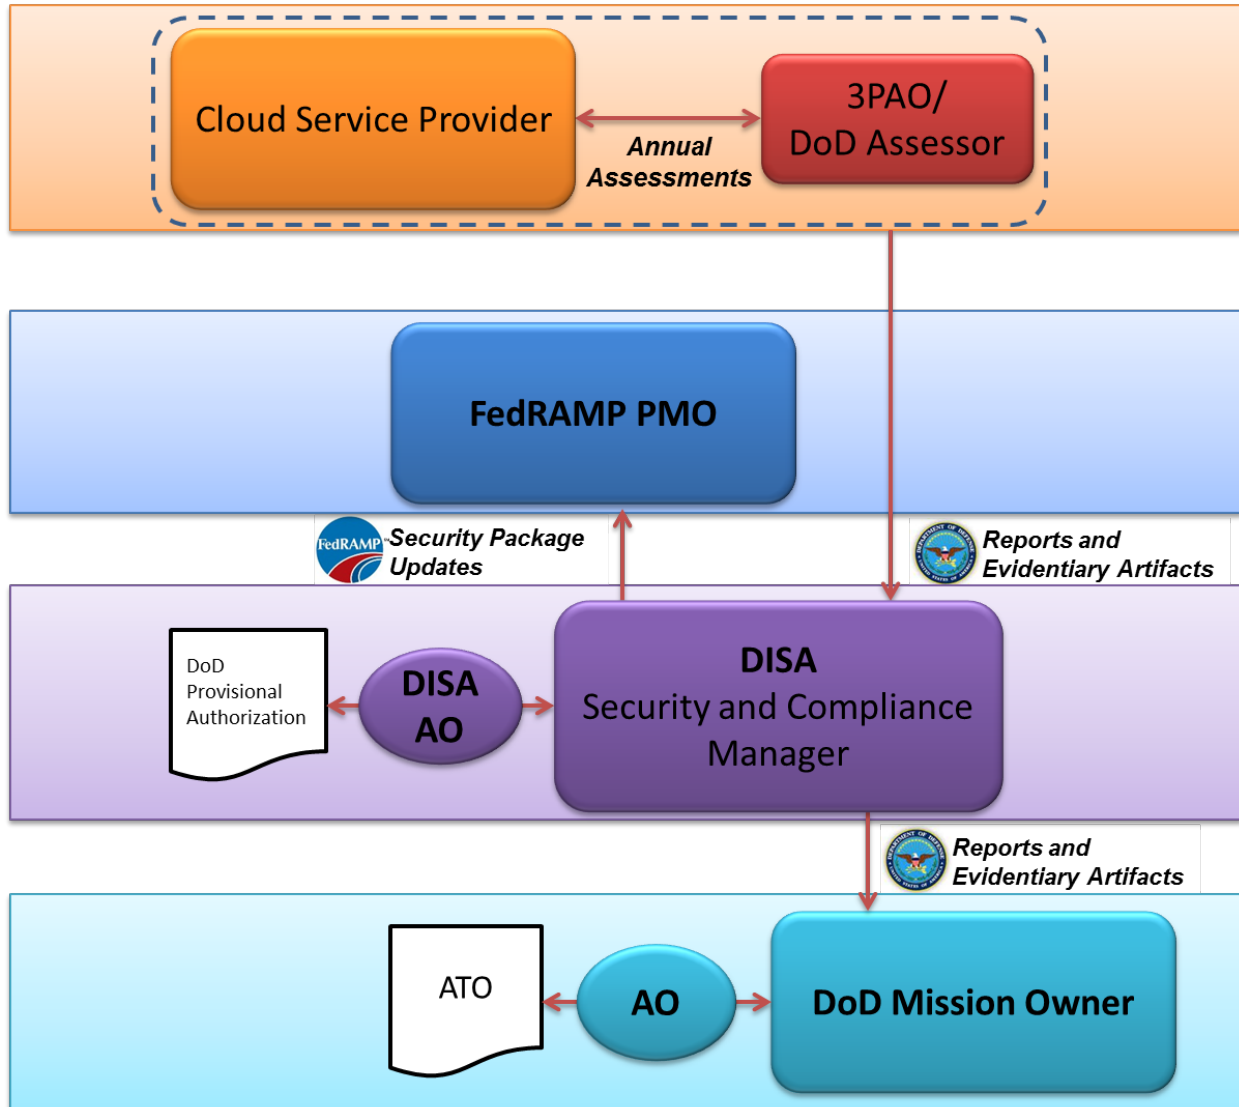 Cloud Service Provider
3PAO/
DoD Assessor
Annual
Assessments
FedRAMP PMO
FedRAMP
Security Package
Updates
Reports and
Evidentiary Artifacts
DoD
Provisional
Authorization
DISA
AO
DISA
Security and Compliance
Manager
Reports and
Evidentiary Artifacts
ATO
AO
DoD Mission Owner